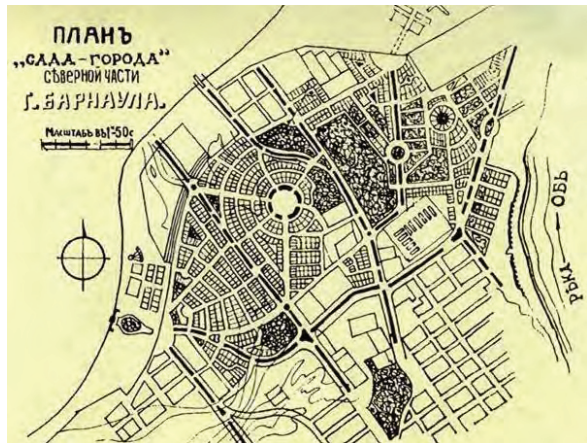 ПЛАНЪ
„САДА-ГОРОДА"
СѢВЕРНОЙ ЧАСТИ
Г. БАРНАУЛА.
МАСШТАБЪ ВЪ 1"-50с
РѢКА ОБЬ